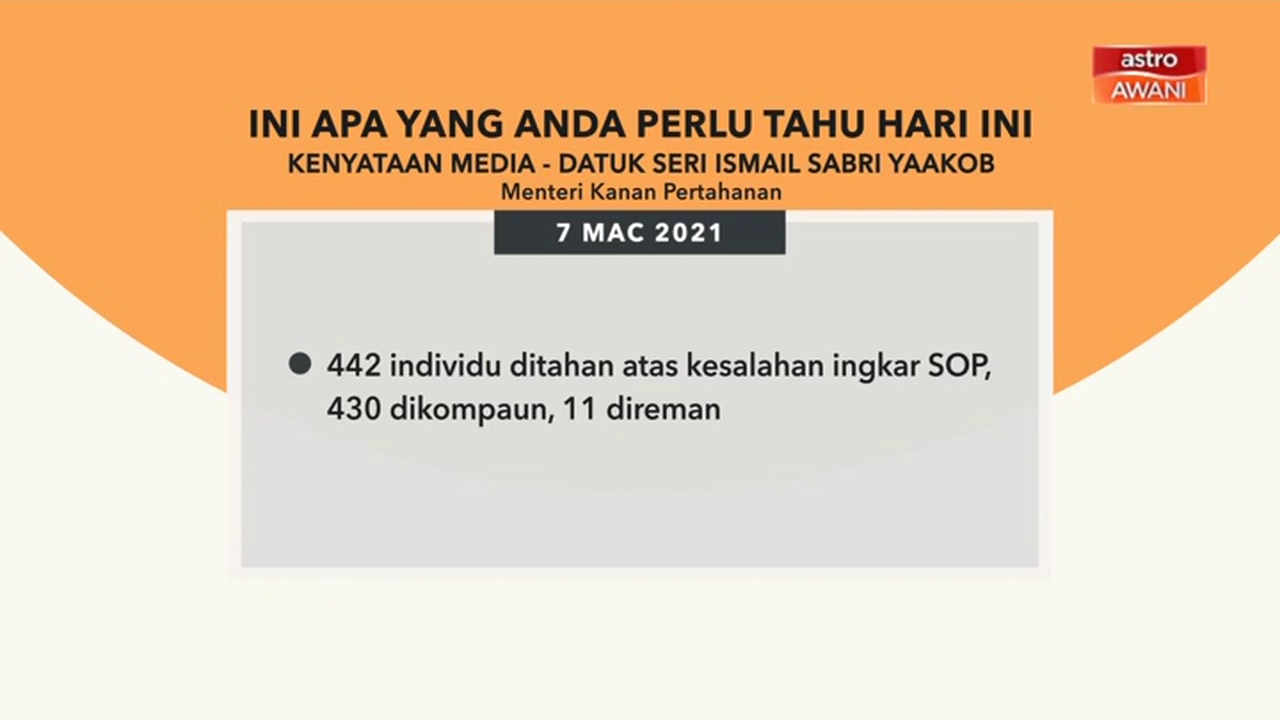 astro
AWANI
INI APA YANG ANDA PERLU TAHU HARI INI
KENYATAAN MEDIA - DATUK SERI ISMAIL SABRI YAAKOB
Menteri Kanan Pertahanan
7 MAC 2021
● 442 individu ditahan atas kesalahan ingkar SOP,
430 dikompaun, 11 direman